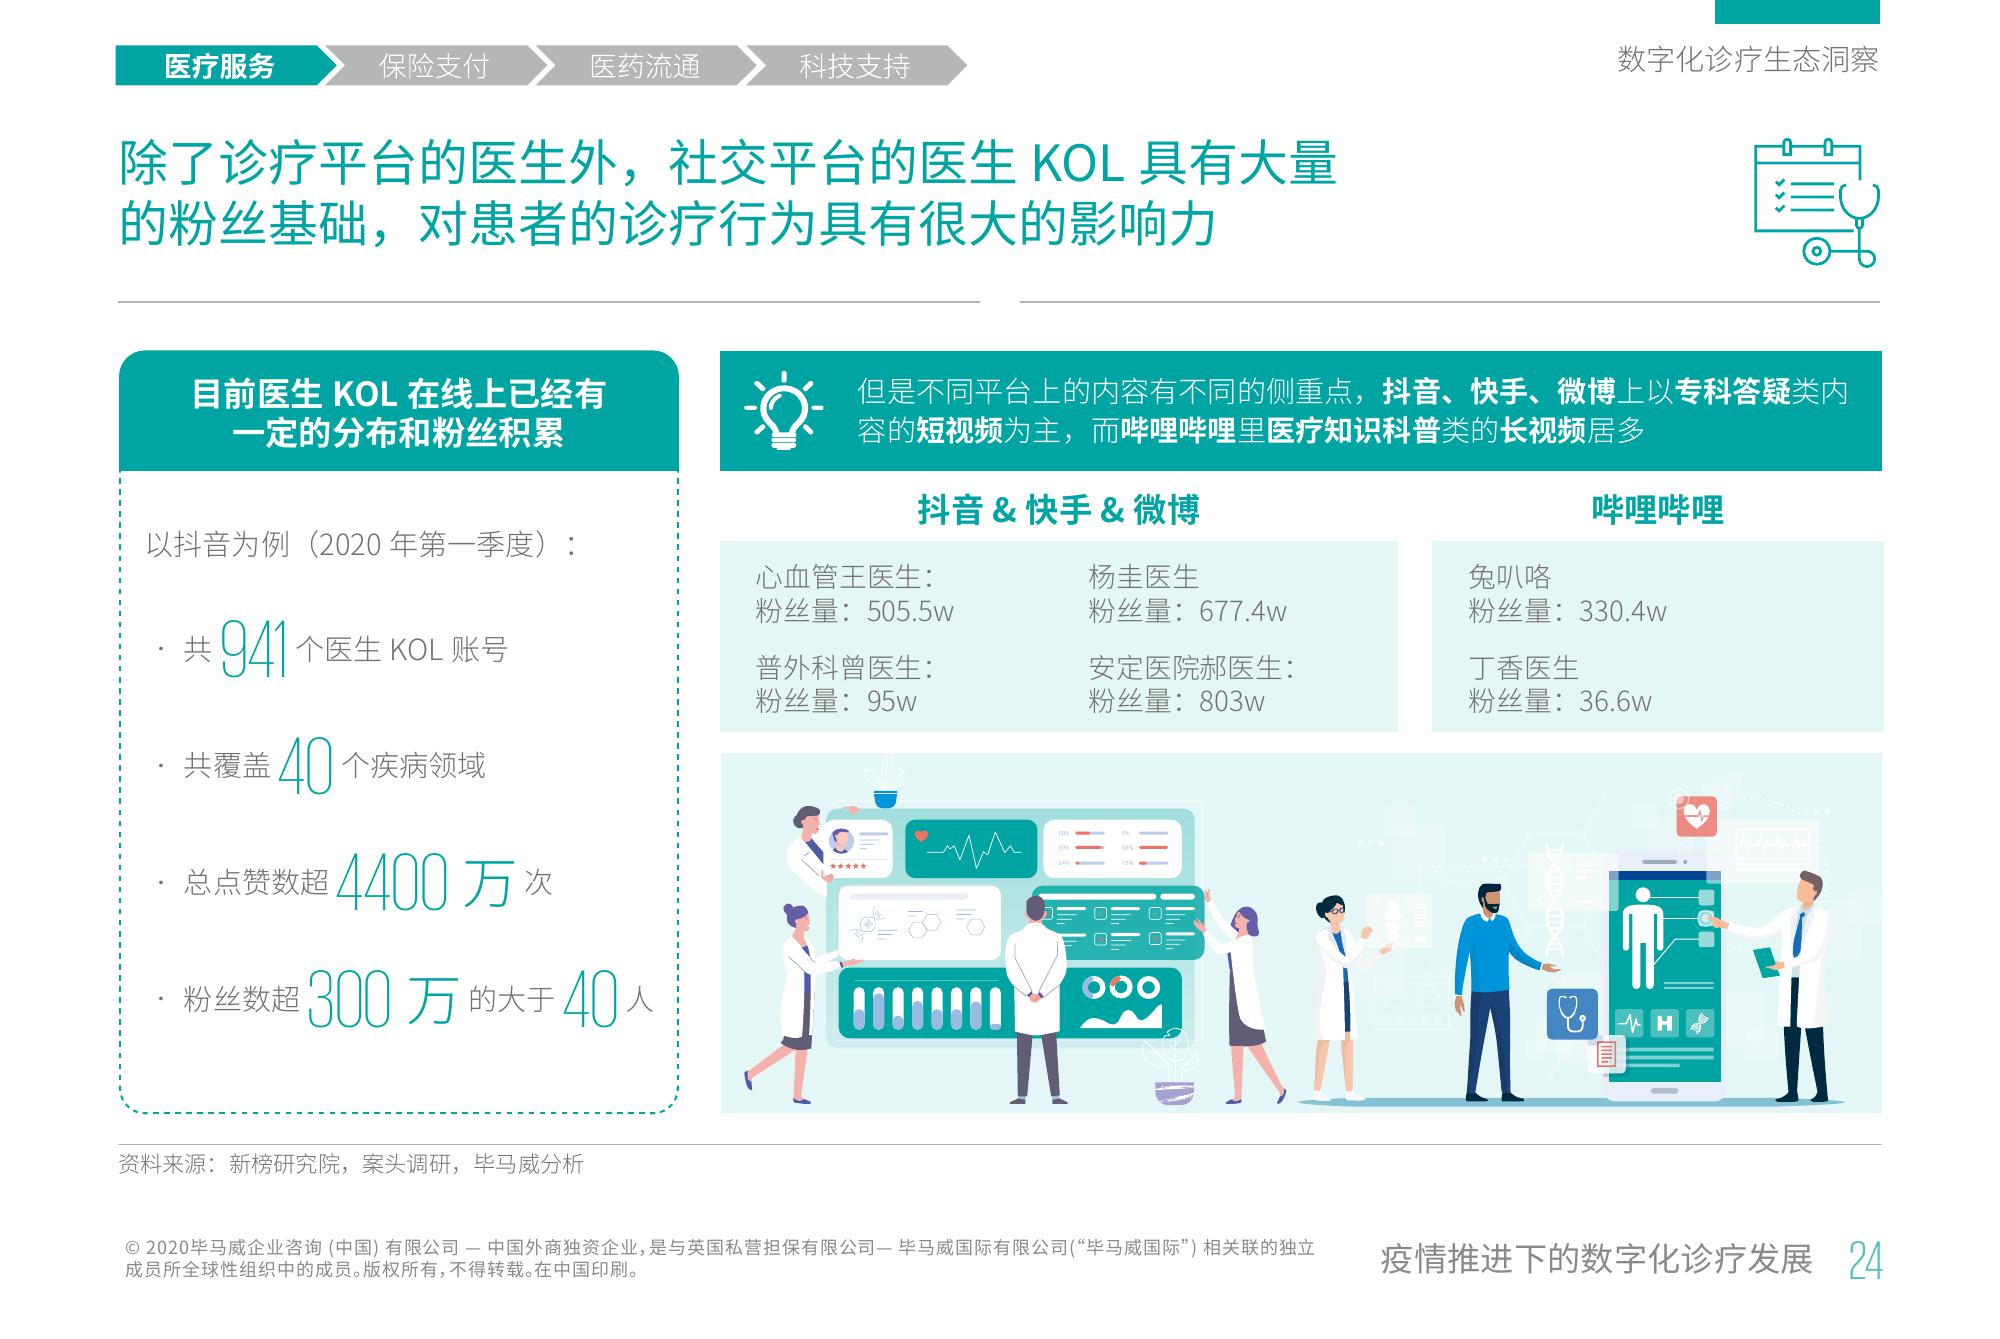 医疗服务
保险支付
医药流通
科技支持
数字化诊疗生态洞察
除了诊疗平台的医生外，社交平台的医生 KOL 具有大量
的粉丝基础，对患者的诊疗行为具有很大的影响力
目前医生 KOL 在线上已经有
一定的分布和粉丝积累
以抖音为例（2020 年第一季度）：
· 共 941 个医生 KOL 账号
· 共覆盖 40 个疾病领域
· 总点赞数超 4400 万 次
· 粉丝数超 300 万 的大于 40 人
但是不同平台上的内容有不同的侧重点，抖音、快手、微博上以专科答疑类内
容的短视频为主，而哔哩哔哩里医疗知识科普类的长视频居多
抖音 & 快手 & 微博
心血管王医生：
粉丝量：505.5w
杨圭医生
粉丝量：677.4w
普外科曾医生：
粉丝量：95w
安定医院郝医生：
粉丝量：803w
哔哩哔哩
兔叭咯
粉丝量：330.4w
丁香医生
粉丝量：36.6w
H
资料来源：新榜研究院，案头调研，毕马威分析
© 2020毕马威企业咨询 (中国) 有限公司 — 中国外商独资企业，是与英国私营担保有限公司— 毕马威国际有限公司(“毕马威国际”) 相关联的独立
成员所全球性组织中的成员。版权所有，不得转载。在中国印刷。
疫情推进下的数字化诊疗发展 24